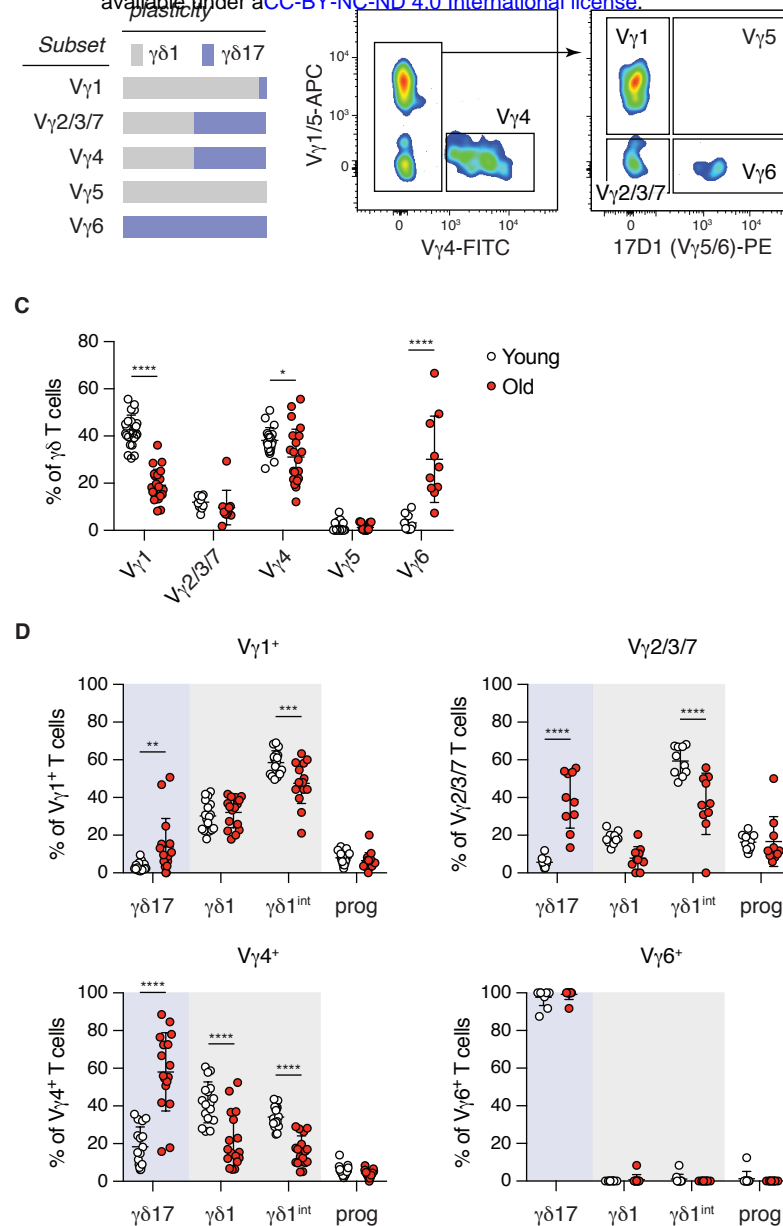 available under aCC-BY-NC-ND 4.0 International license.
plasticity
Subset
γδ1 γδ17
Vγ1
Vγ2/3/7
Vγ4
Vγ5
Vγ6
Vγ1/5-APC
10⁴
10³
0
Vγ4
0 10³ 10⁴
Vγ4-FITC
Vγ1 Vγ5
Vγ2/3/7 Vγ6
0 10³ 10⁴
17D1 (Vγ5/6)-PE
C
% of γδ T cells
80
60
40
20
0
**** * ****
Young
Old
Vγ1 Vγ2/3/7 Vγ4 Vγ5 Vγ6
D
Vγ1⁺
% of Vγ1⁺ T cells
100
80
60
40
20
0
** ***
γδ17 γδ1 γδ1ⁱⁿᵗ prog
Vγ2/3/7
% of Vγ2/3/7 T cells
100
80
60
40
20
0
**** ****
γδ17 γδ1 γδ1ⁱⁿᵗ prog
Vγ4⁺
% of Vγ4⁺ T cells
100
80
60
40
20
0
**** **** ****
γδ17 γδ1 γδ1ⁱⁿᵗ prog
Vγ6⁺
% of Vγ6⁺ T cells
100
80
60
40
20
0
γδ17 γδ1 γδ1ⁱⁿᵗ prog